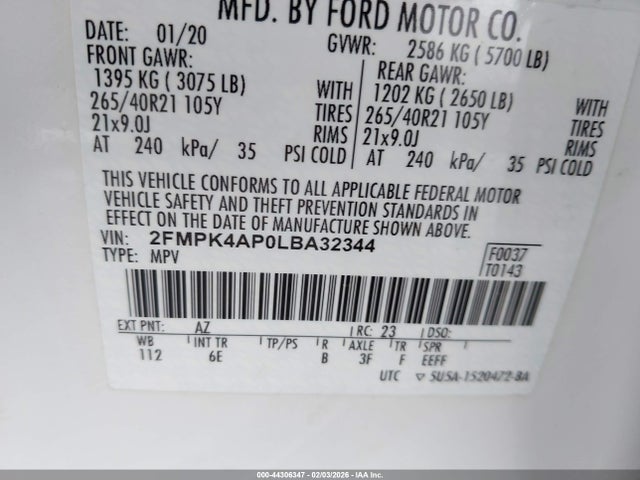 MFD. BY FORD MOTOR CO.
DATE: 01/20 GVWR: 2586 KG ( 5700 LB)
FRONT GAWR: REAR GAWR:
1395 KG ( 3075 LB) WITH 1202 KG ( 2650 LB) WITH
265/40R21 105Y TIRES 265/40R21 105Y TIRES
21x9.0J RIMS 21x9.0J RIMS
AT 240 kPa/ 35 PSI COLD AT 240 kPa/ 35 PSI COLD
THIS VEHICLE CONFORMS TO ALL APPLICABLE FEDERAL MOTOR
VEHICLE SAFETY AND THEFT PREVENTION STANDARDS IN
EFFECT ON THE DATE OF MANUFACTURE SHOWN ABOVE.
VIN: 2FMPK4AP0LBA32344 F0037
TYPE: MPV T0143
EXT PNT: AZ RC: 23 DSO:
WB INT TR TP/PS R AXLE TR SPR
112 6E B 3F F EEFF
UTC ▽ SU5A-1520472-BA
000-44306347 - 02/03/2026 - IAA Inc.